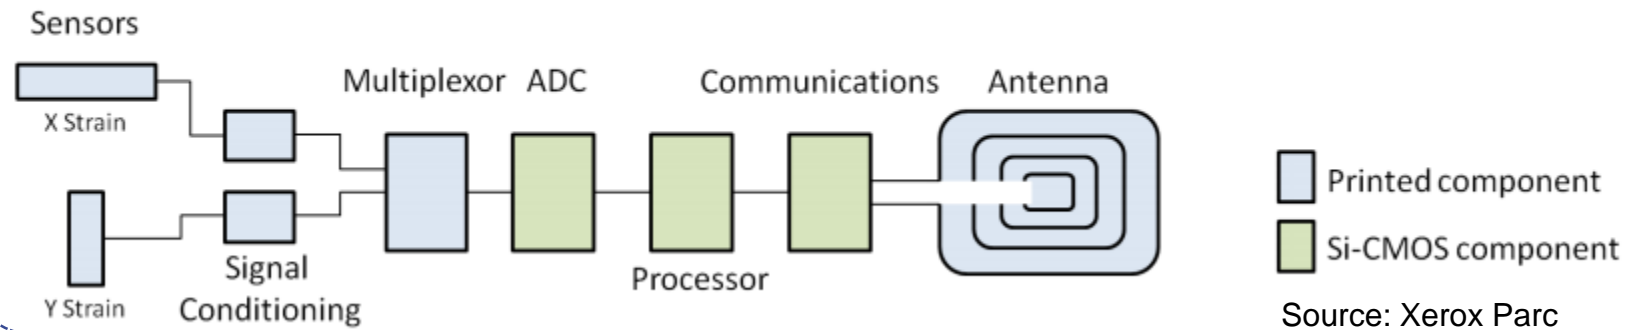 Sensors
X Strain
Y Strain
Signal
Conditioning
Multiplexor
ADC
Processor
Communications
Antenna
Printed component
Si-CMOS component
Source: Xerox Parc